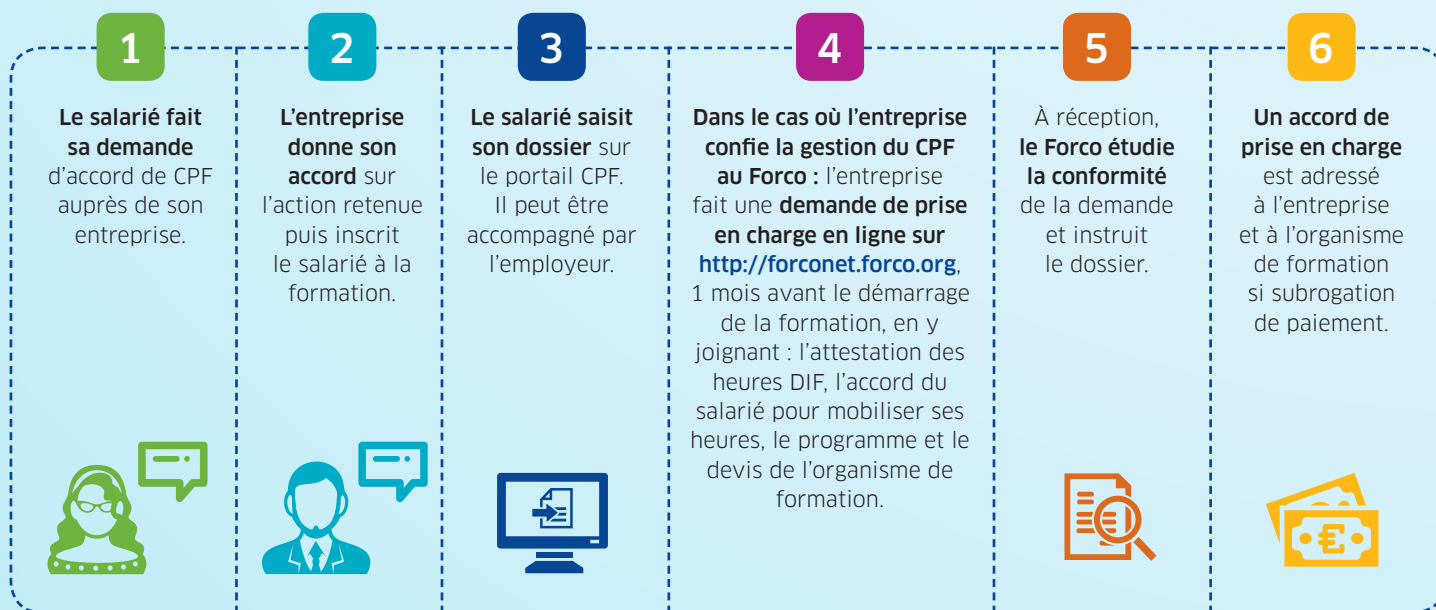 1
Le salarié fait
sa demande
d'accord de CPF
auprès de son
entreprise.
2
L'entreprise
donne son
accord sur
l'action retenue
puis inscrit
le salarié à la
formation.
3
Le salarié saisit
son dossier sur
le portail CPF.
Il peut être
accompagné par
l'employeur.
4
Dans le cas où l'entreprise
confie la gestion du CPF
au Forco : l'entreprise
fait une demande de prise
en charge en ligne sur
http://forconet.forco.org,
1 mois avant le démarrage
de la formation, en y
joignant : l'attestation des
heures DIF, l'accord du
salarié pour mobiliser ses
heures, le programme et le
devis de l'organisme de
formation.
5
À réception,
le Forco étudie
la conformité
de la demande
et instruit
le dossier.
6
Un accord de
prise en charge
est adressé
à l'entreprise
et à l'organisme
de formation
si subrogation
de paiement.
€